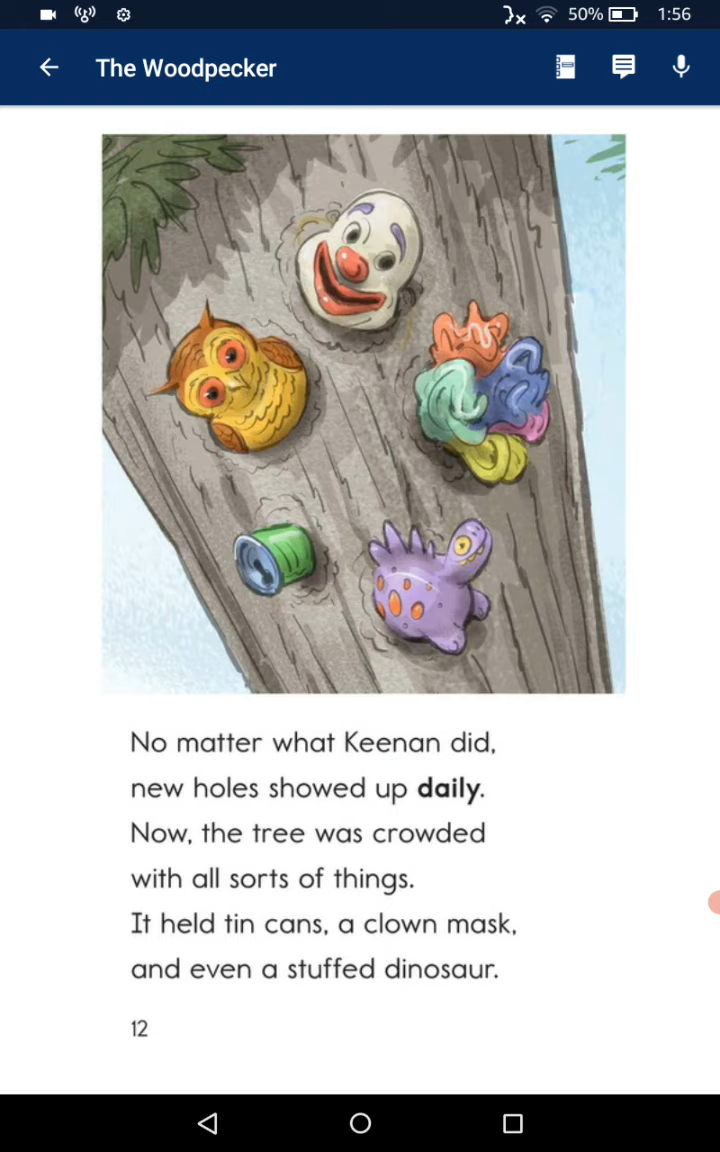 50% 1:56
The Woodpecker
No matter what Keenan did,
new holes showed up daily.
Now, the tree was crowded
with all sorts of things.
It held tin cans, a clown mask,
and even a stuffed dinosaur.
12